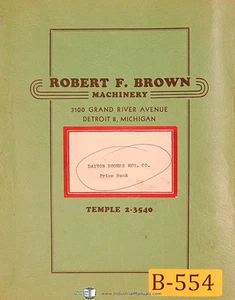 ROBERT F. BROWN
MACHINERY
3100 GRAND RIVER AVENUE
DETROIT 8, MICHIGAN
DAYTON ROGERS MFG. CO.
Price Book
TEMPLE 2-3540
B-554